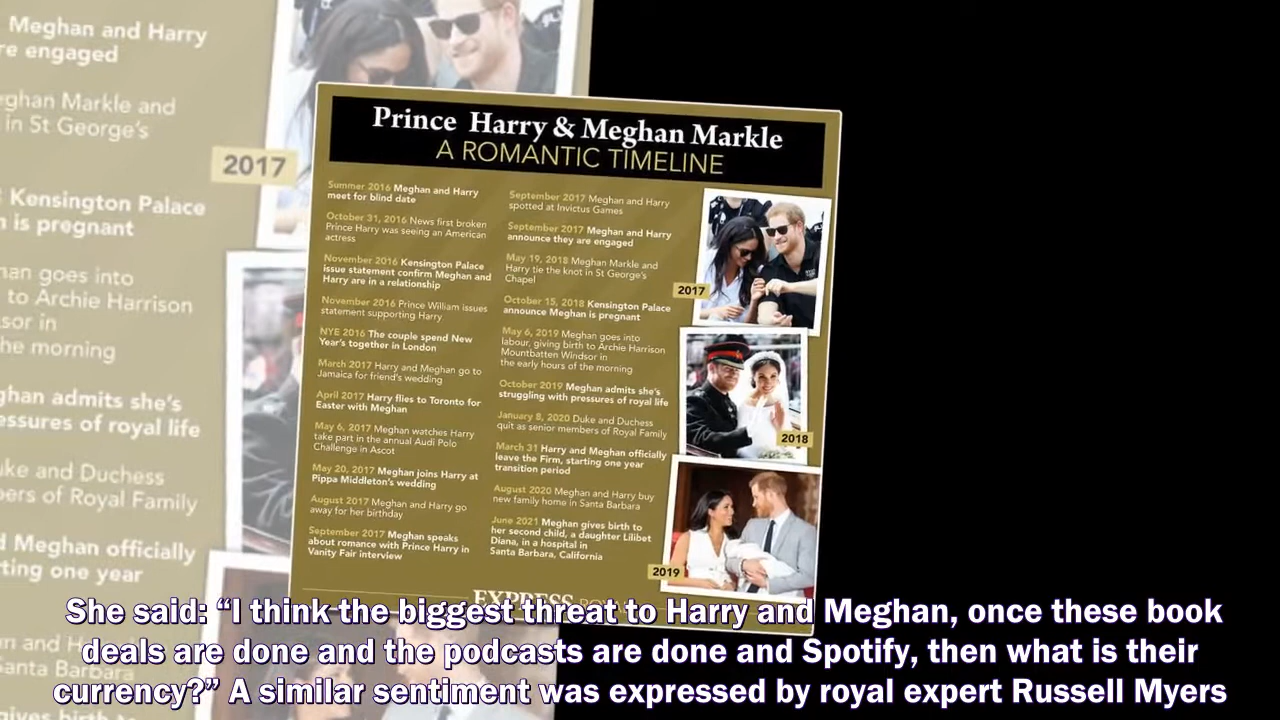 Meghan and Harry
re engaged
eghan Markle and
in St George's
2017
Kensington Palace
n is pregnant
han goes into
to Archie Harrison
sor in
he morning
ghan admits she's
essures of royal life
uke and Duchess
bers of Royal Family
d Meghan officially
rting one year
Santa Barbara
Prince Harry & Meghan Markle
A ROMANTIC TIMELINE
Summer 2016 Meghan and Harry
meet for blind date
October 31, 2016 News first broken
Prince Harry was seeing an American
actress
November 2016 Kensington Palace
issue statement confirm Meghan and
Harry are in a relationship
November 2016 Prince William issues
statement supporting Harry
NYE 2016 The couple spend New
Year's together in London
March 2017 Harry and Meghan go to
Jamaica for friend's wedding
April 2017 Harry flies to Toronto for
Easter with Meghan
May 6, 2017 Meghan watches Harry
take part in the annual Audi Polo
Challenge in Ascot
May 20, 2017 Meghan joins Harry at
Pippa Middleton's wedding
August 2017 Meghan and Harry go
away for her birthday
September 2017 Meghan speaks
about romance with Prince Harry in
Vanity Fair interview
September 2017 Meghan and Harry
spotted at Invictus Games
September 2017 Meghan and Harry
announce they are engaged
May 19, 2018 Meghan Markle and
Harry tie the knot in St George's
Chapel
October 15, 2018 Kensington Palace
announce Meghan is pregnant
May 6, 2019 Meghan goes into
labour, giving birth to Archie Harrison
Mountbatten Windsor in
the early hours of the morning
October 2019 Meghan admits she's
struggling with pressures of royal life
January 8, 2020 Duke and Duchess
quit as senior members of Royal Family
March 31 Harry and Meghan officially
leave the Firm, starting one year
transition period
August 2020 Meghan and Harry buy
new family home in Santa Barbara
June 2021 Meghan gives birth to
her second child, a daughter Lilibet
Diana, in a hospital in
Santa Barbara, California
2017
2018
2019
EXPRESS
She said: “I think the biggest threat to Harry and Meghan, once these book
deals are done and the podcasts are done and Spotify, then what is their
currency?” A similar sentiment was expressed by royal expert Russell Myers